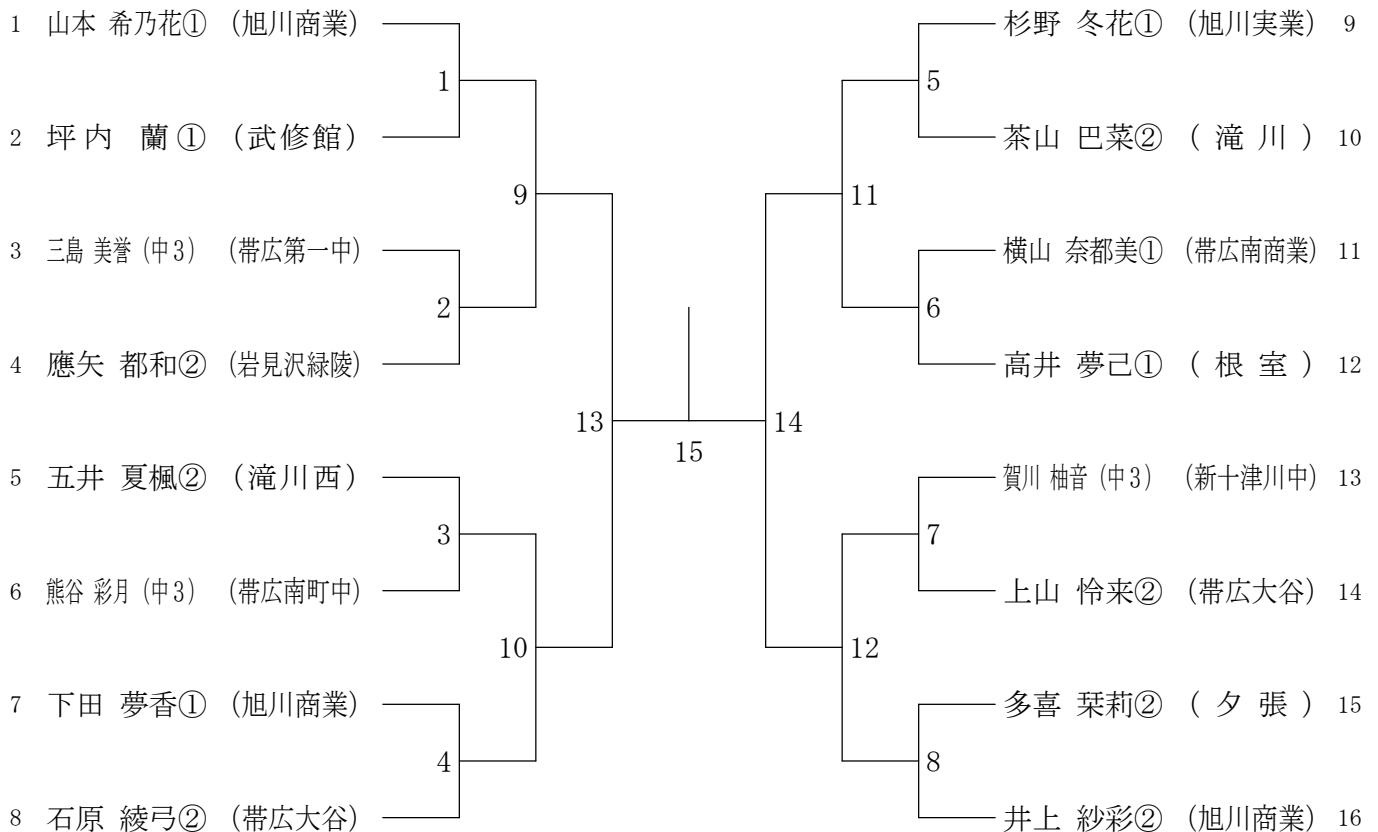 1 山本 希乃花① (旭川商業)
1
2 坪内 蘭① (武修館)
9
3 三島 美誉 (中3) (帯広第一中)
2
4 應矢 都和② (岩見沢緑陵)
13
5 五井 夏楓② (滝川西)
3
6 熊谷 彩月 (中3) (帯広南町中)
10
7 下田 夢香① (旭川商業)
4
8 石原 綾弓② (帯広大谷)
15
杉野 冬花① (旭川実業) 9
5
茶山 巴菜② (滝川) 10
11
横山 奈都美① (帯広南商業) 11
6
高井 夢己① (根室) 12
14
賀川 柚音 (中3) (新十津川中) 13
7
上山 怜来② (帯広大谷) 14
12
多喜 栞莉② (夕張) 15
8
井上 紗彩② (旭川商業) 16